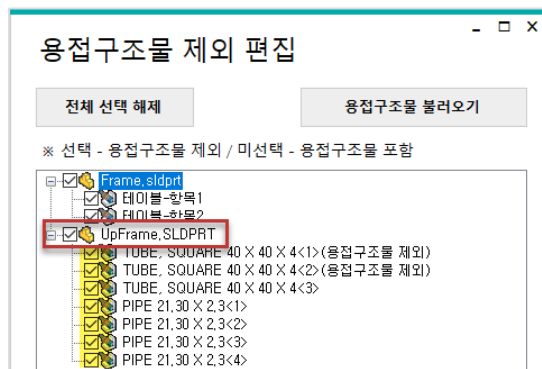 용접구조물 제외 편집
전체 선택 해제
용접구조물 불러오기
※ 선택 - 용접구조물 제외 / 미선택 - 용접구조물 포함
Frame.sldprt
테이블-항목1
테이블-항목2
UpFrame.SLDPRT
TUBE, SQUARE 40 X 40 X 4<1>(용접구조물 제외)
TUBE, SQUARE 40 X 40 X 4<2>(용접구조물 제외)
TUBE, SQUARE 40 X 40 X 4<3>
PIPE 21,30 X 2,3<1>
PIPE 21,30 X 2,3<2>
PIPE 21,30 X 2,3<3>
PIPE 21,30 X 2,3<4>